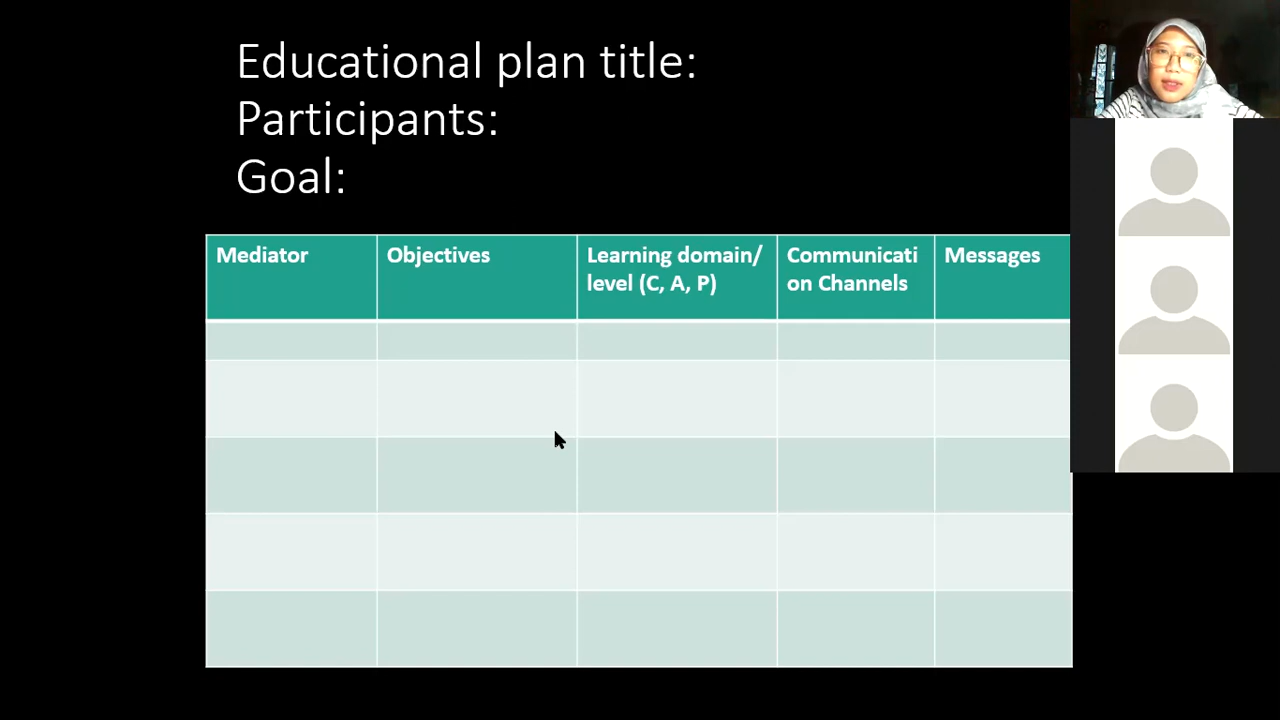 Educational plan title:
Participants:
Goal:
Mediator
Objectives
Learning domain/
level (C, A, P)
Communicati
on Channels
Messages